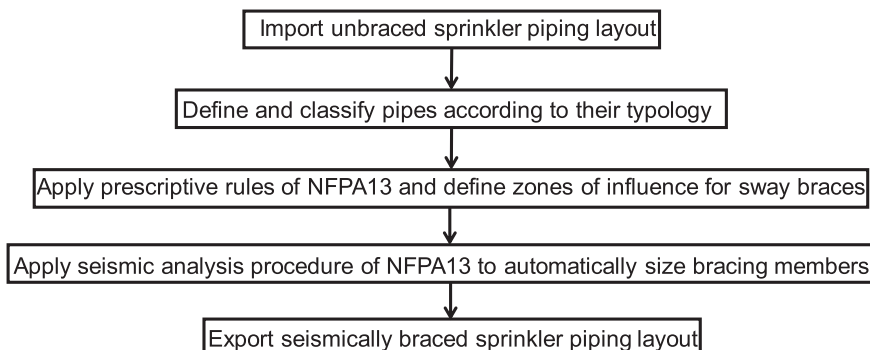 Import unbraced sprinkler piping layout
Define and classify pipes according to their typology
Apply prescriptive rules of NFPA13 and define zones of influence for sway braces
Apply seismic analysis procedure of NFPA13 to automatically size bracing members
Export seismically braced sprinkler piping layout